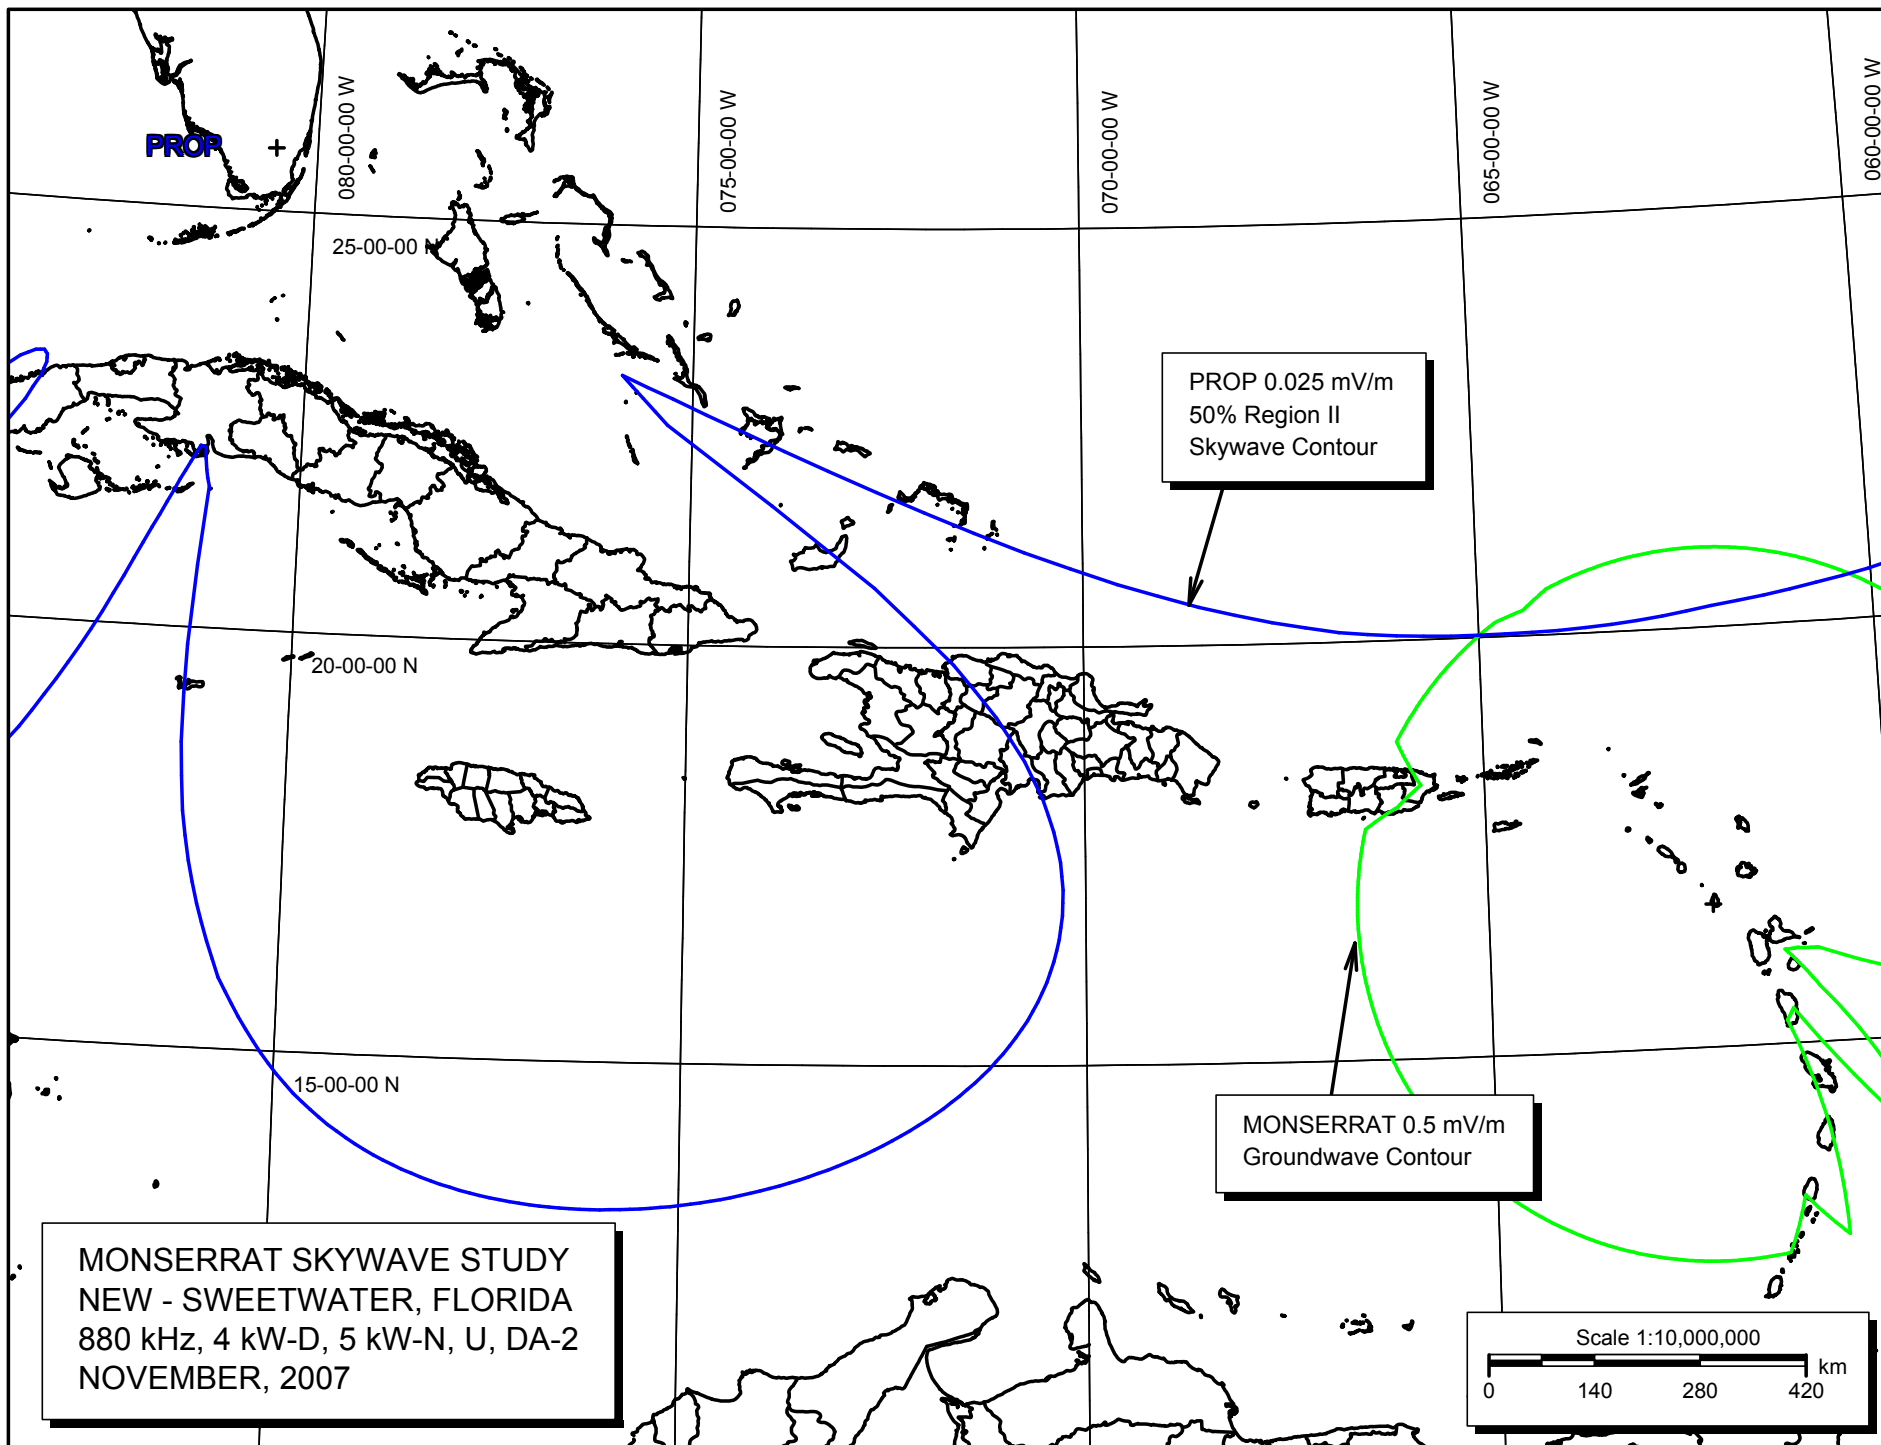 080-00-00 W
075-00-00 W
070-00-00 W
065-00-00 W
060-00-00 W
PROP
25-00-00 N
PROP 0.025 mV/m
50% Region II
Skywave Contour
20-00-00 N
15-00-00 N
MONSERRAT 0.5 mV/m
Groundwave Contour
MONSERRAT SKYWAVE STUDY
NEW - SWEETWATER, FLORIDA
880 kHz, 4 kW-D, 5 kW-N, U, DA-2
NOVEMBER, 2007
Scale 1:10,000,000
km
0 140 280 420